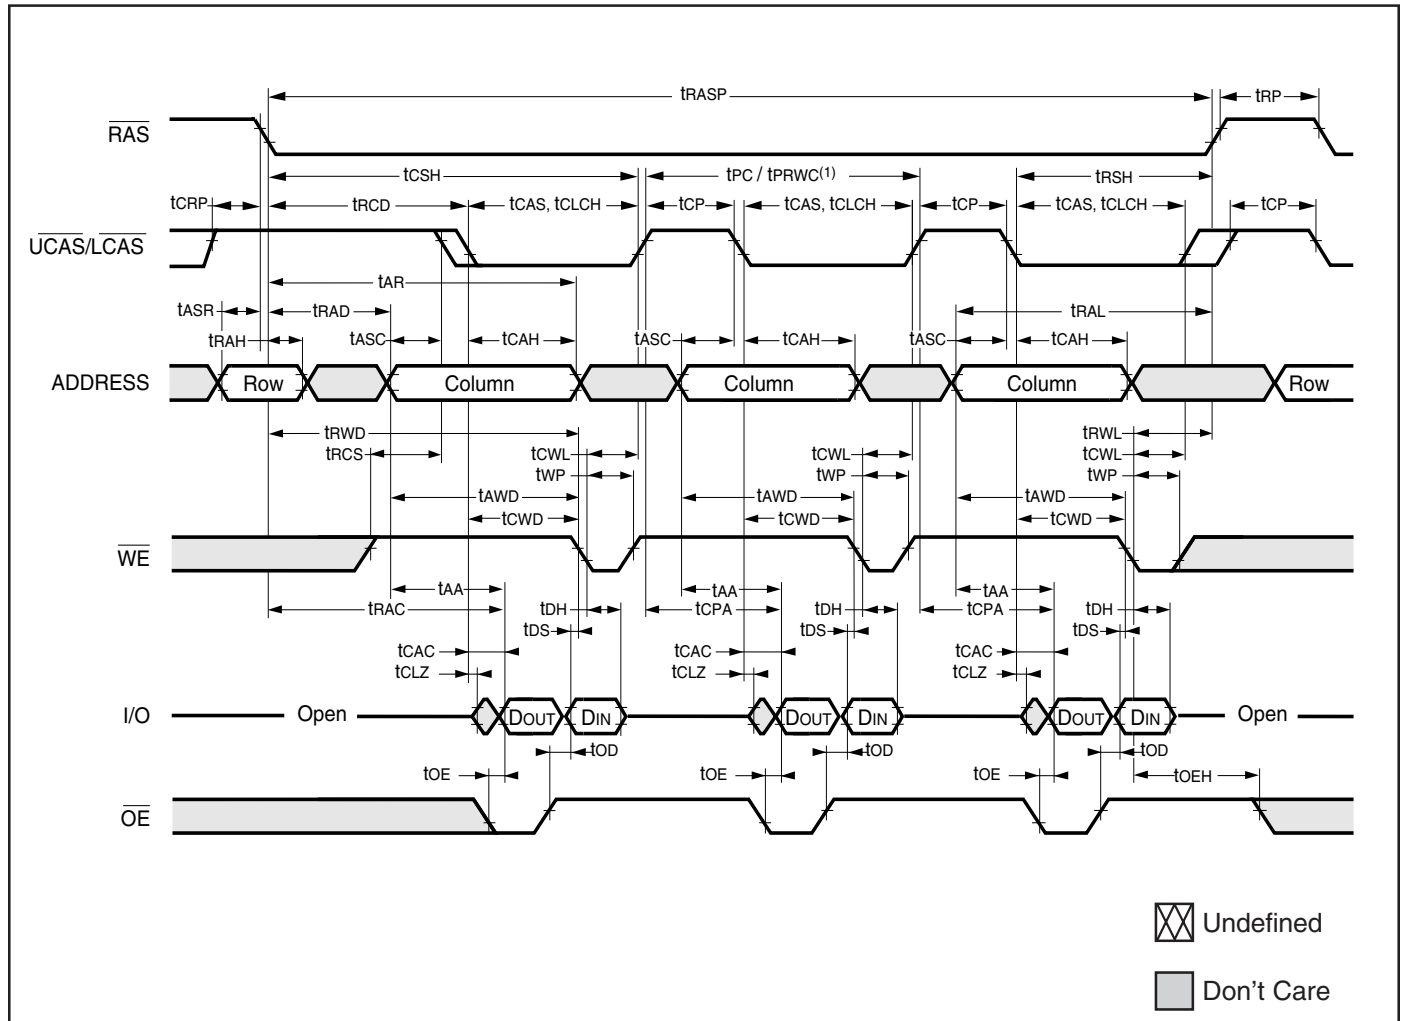 tRASP tRP
RAS
tCSH tPC / tPRWC(1) tRSH
tCRP tRCD tCAS, tCLCH tCP tCAS, tCLCH tCP tCAS, tCLCH tCP
UCAS/LCAS
tAR
tASR tRAD tRAL
tRAH tASC tCAH tASC tCAH tASC tCAH
ADDRESS Row Column Column Column Row
tRWD tRWL
tRCS tCWL tCWL tCWL
tWP tWP tWP
tAWD tAWD tAWD
tCWD tCWD tCWD
WE
tAA tAA tAA
tRAC tDH tCPA tDH tCPA tDH
tDS tDS tDS
tCAC tCAC tCAC
tCLZ tCLZ tCLZ
I/O Open DOUT DIN DOUT DIN DOUT DIN Open
tOD tOD tOD
tOE tOE tOE tOEH
OE
Undefined
Don't Care